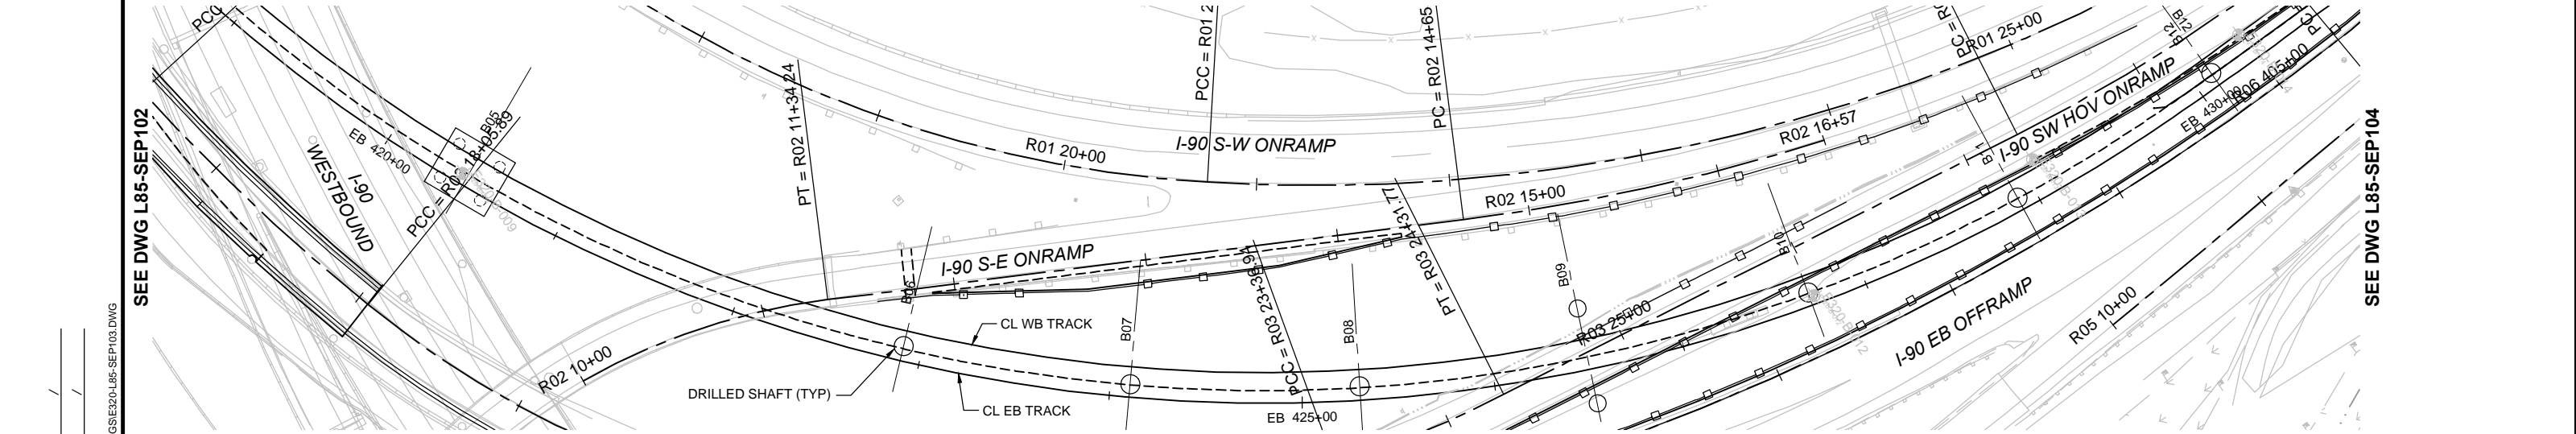 SEE DWG L85-SEP102
GS\E320-L85-SEP103.DWG
PCC
EB 420+00
I-90
WESTBOUND
B05
PCC = R03 18+05.89
PT = R02 11+34.24
R01 20+00
PCC = R01 2
I-90 S-W ONRAMP
PC = R02 14+65
R02 16+57
R01 25+00
B12
B12
I-90 SW HOV ONRAMP
EB 430+00
R06 405+00
R02 15+00
I-90 S-E ONRAMP
B06
PCC = R03 23+
PT = R03 24+31.77
B07
B08
B09
B10
CL WB TRACK
DRILLED SHAFT (TYP)
CL EB TRACK
R02 10+00
EB 425+00
R03 25+00
I-90 EB OFFRAMP
R05 10+00
SEE DWG L85-SEP104